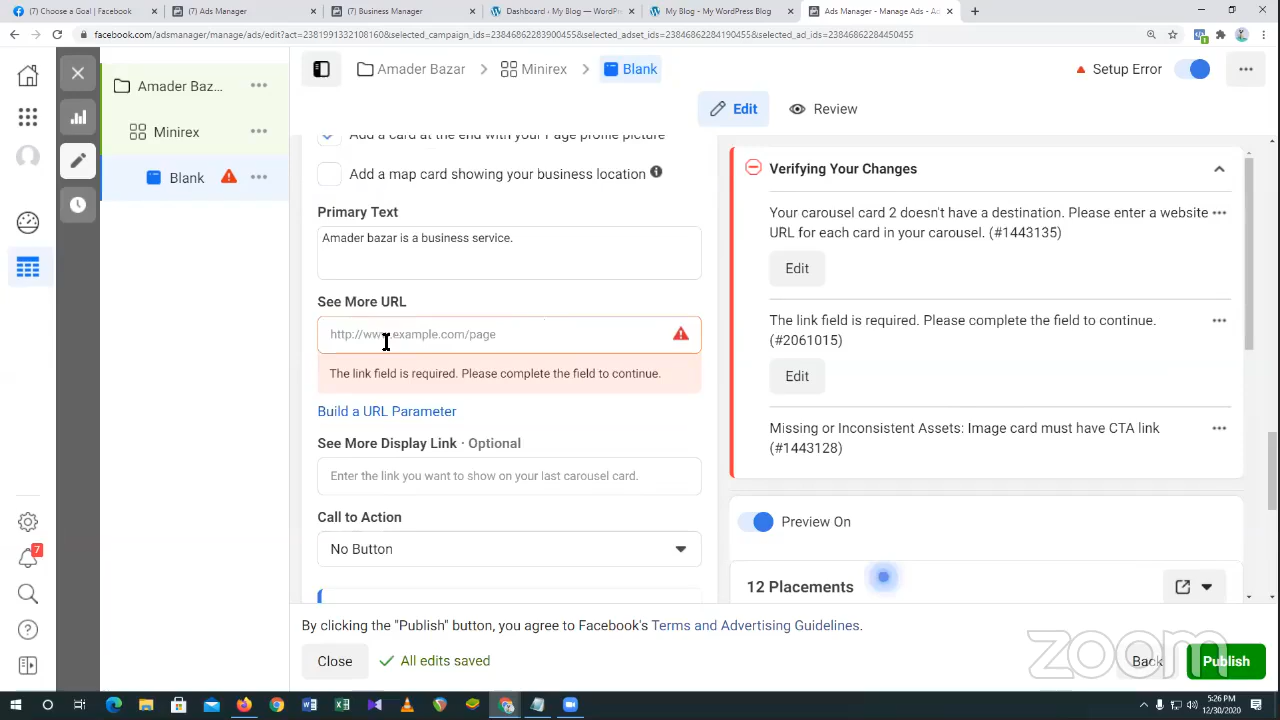 (7) Choose a Goal | Facebook
(7) Ads Manager
(7) Business Manager
Dashboard ‹ My Blog — WordPr
My Blog – My WordPress Blog
Ads Manager - Manage Ads - Ad
facebook.com/adsmanager/manage/ads/edit?act=2381991332108160&selected_campaign_ids=23846862283900455&selected_adset_ids=23846862284190455&selected_ad_ids=23846862284450455
Amader Baz...
Minirex
Blank
Amader Bazar
Minirex
Blank
Setup Error
Edit
Review
Add a card at the end with your Page profile picture
Add a map card showing your business location
Primary Text
Amader bazar is a business service.
See More URL
http://www.example.com/page
The link field is required. Please complete the field to continue.
Build a URL Parameter
See More Display Link · Optional
Enter the link you want to show on your last carousel card.
Call to Action
No Button
Verifying Your Changes
Your carousel card 2 doesn't have a destination. Please enter a website
URL for each card in your carousel. (#1443135)
Edit
The link field is required. Please complete the field to continue.
(#2061015)
Edit
Missing or Inconsistent Assets: Image card must have CTA link
(#1443128)
Preview On
12 Placements
By clicking the "Publish" button, you agree to Facebook's Terms and Advertising Guidelines.
Close
All edits saved
Back
Publish
zoom
7
5:26 PM
12/30/2020